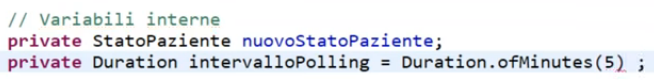 // Variabili interne
private StatoPaziente nuovoStatoPaziente;
private Duration intervalloPolling = Duration.ofMinutes(5) ;